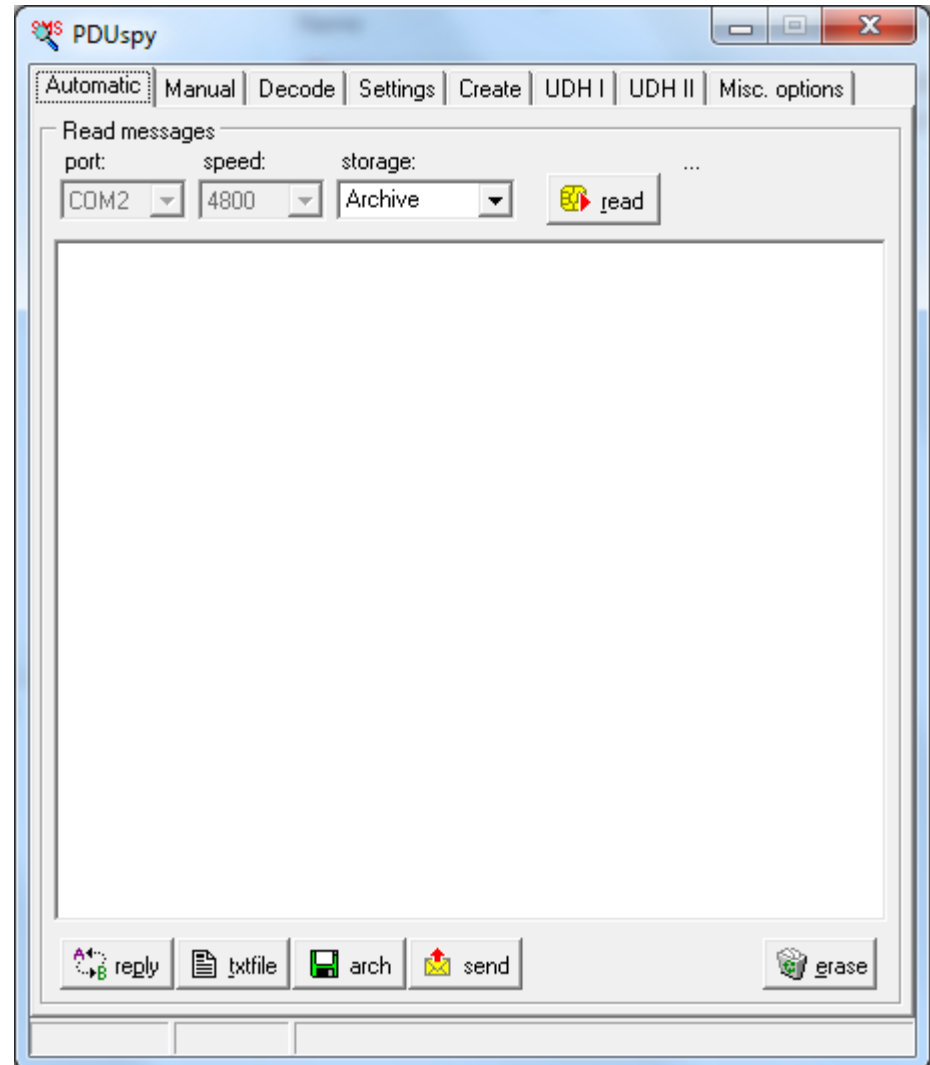 SMS PDUspy
Automatic Manual Decode Settings Create UDH I UDH II Misc. options
Read messages
port: speed: storage: ...
COM2 4800 Archive read
A B reply txtfile arch send erase